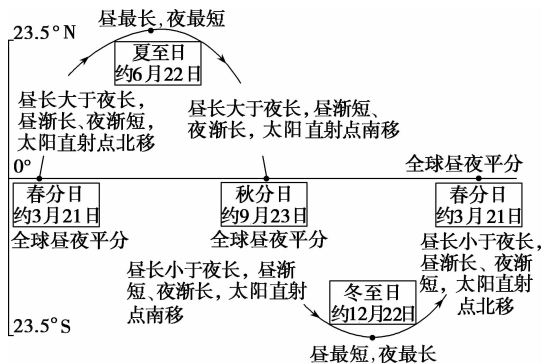 昼最长,夜最短
23.5°N
夏至日
约6月22日
昼长大于夜长,
昼渐长、夜渐短,
太阳直射点北移
昼长大于夜长,昼渐短、
夜渐长,太阳直射点南移
0°
全球昼夜平分
春分日
约3月21日
全球昼夜平分
秋分日
约9月23日
全球昼夜平分
春分日
约3月21日
昼长小于夜长,昼渐
短、夜渐长,太阳直射
点南移
昼长小于夜长,
昼渐长、夜渐
短,太阳直射
点北移
冬至日
约12月22日
23.5°S
昼最短,夜最长